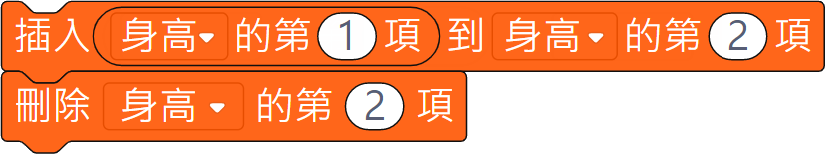 插入 身高 的第 1 項 到 身高 的第 2 項
刪除 身高 的第 2 項